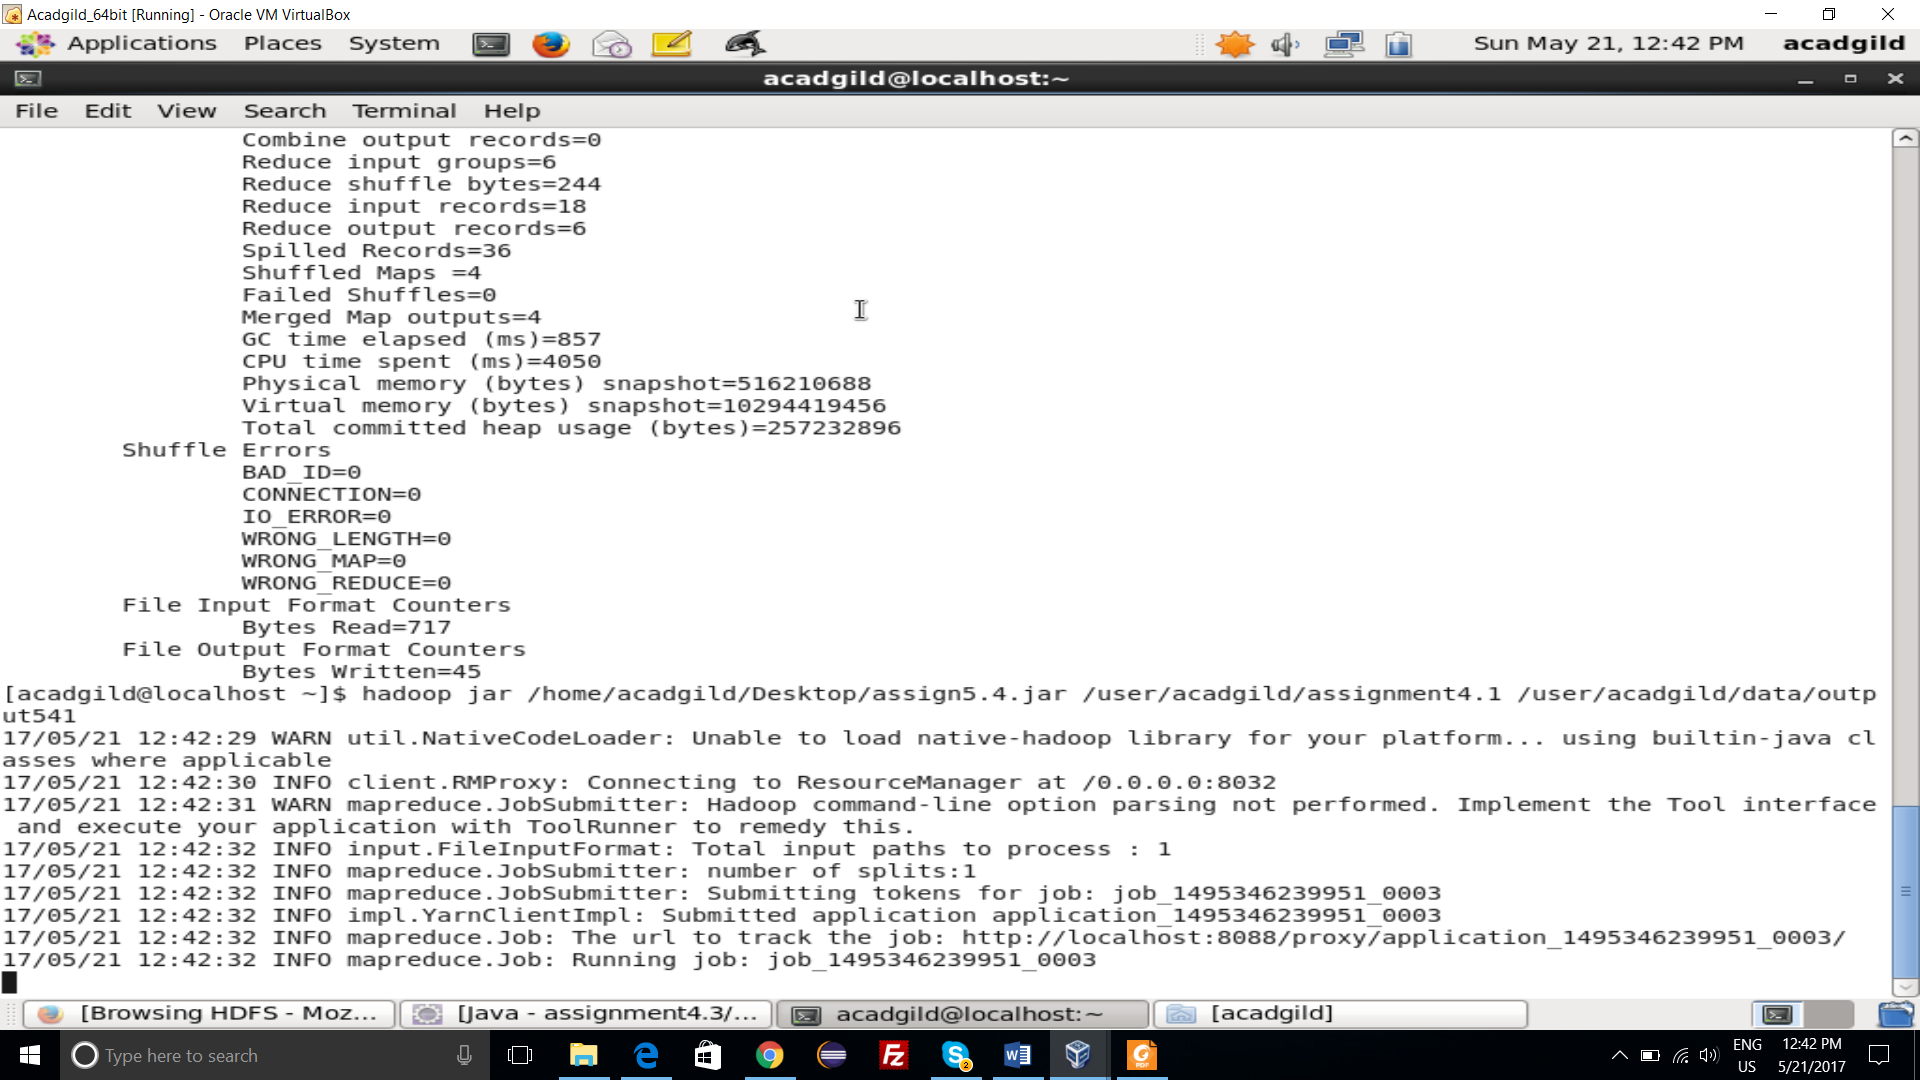 Acadgild_64bit [Running] - Oracle VM VirtualBox
Applications Places System Sun May 21, 12:42 PM acadgild
acadgild@localhost:~
File Edit View Search Terminal Help
Combine output records=0
Reduce input groups=6
Reduce shuffle bytes=244
Reduce input records=18
Reduce output records=6
Spilled Records=36
Shuffled Maps =4
Failed Shuffles=0
Merged Map outputs=4
GC time elapsed (ms)=857
CPU time spent (ms)=4050
Physical memory (bytes) snapshot=516210688
Virtual memory (bytes) snapshot=10294419456
Total committed heap usage (bytes)=257232896
Shuffle Errors
BAD_ID=0
CONNECTION=0
IO_ERROR=0
WRONG_LENGTH=0
WRONG_MAP=0
WRONG_REDUCE=0
File Input Format Counters
Bytes Read=717
File Output Format Counters
Bytes Written=45
[acadgild@localhost ~]$ hadoop jar /home/acadgild/Desktop/assign5.4.jar /user/acadgild/assignment4.1 /user/acadgild/data/outp
ut541
17/05/21 12:42:29 WARN util.NativeCodeLoader: Unable to load native-hadoop library for your platform... using builtin-java cl
asses where applicable
17/05/21 12:42:30 INFO client.RMProxy: Connecting to ResourceManager at /0.0.0.0:8032
17/05/21 12:42:31 WARN mapreduce.JobSubmitter: Hadoop command-line option parsing not performed. Implement the Tool interface
 and execute your application with ToolRunner to remedy this.
17/05/21 12:42:32 INFO input.FileInputFormat: Total input paths to process : 1
17/05/21 12:42:32 INFO mapreduce.JobSubmitter: number of splits:1
17/05/21 12:42:32 INFO mapreduce.JobSubmitter: Submitting tokens for job: job_1495346239951_0003
17/05/21 12:42:32 INFO impl.YarnClientImpl: Submitted application application_1495346239951_0003
17/05/21 12:42:32 INFO mapreduce.Job: The url to track the job: http://localhost:8088/proxy/application_1495346239951_0003/
17/05/21 12:42:32 INFO mapreduce.Job: Running job: job_1495346239951_0003
[Browsing HDFS - Moz... [Java - assignment4.3/... acadgild@localhost:~ [acadgild]
Type here to search
ENG 12:42 PM
US 5/21/2017